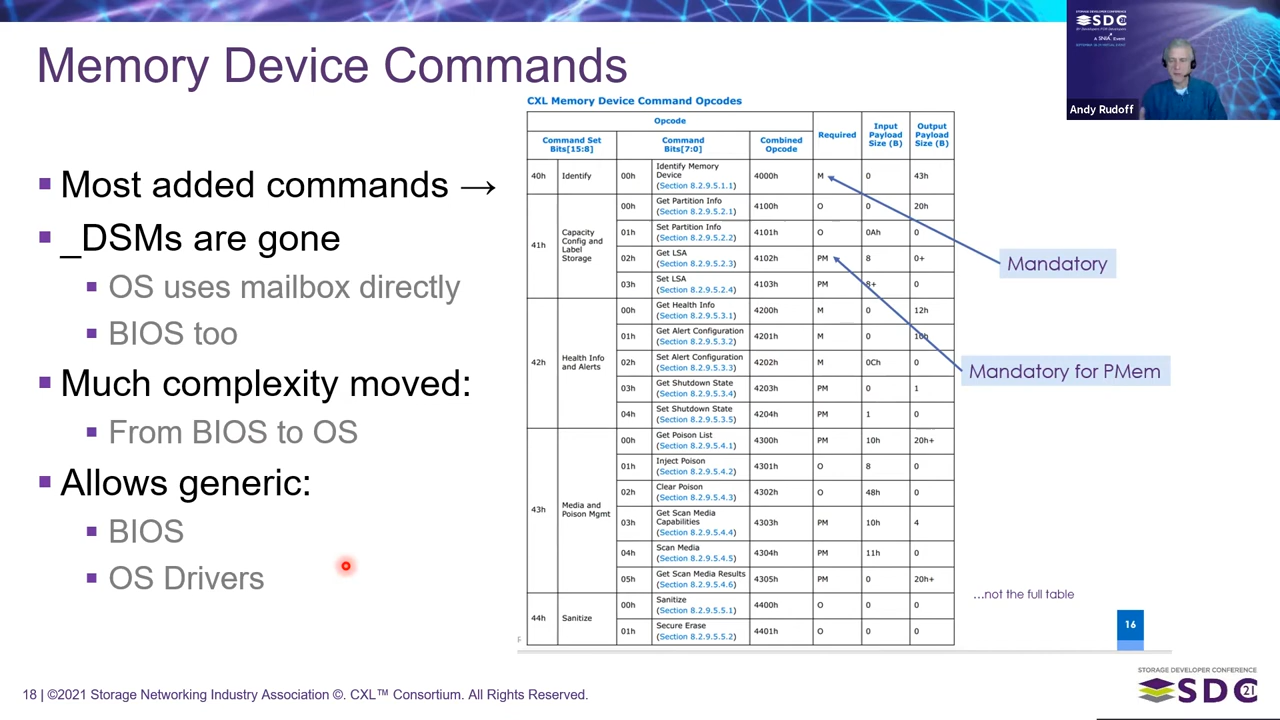 Memory Device Commands
▪ Most added commands →
▪ _DSMs are gone
▪ OS uses mailbox directly
▪ BIOS too
▪ Much complexity moved:
▪ From BIOS to OS
▪ Allows generic:
▪ BIOS
▪ OS Drivers
CXL Memory Device Command Opcodes
Opcode Required Input Payload Size (B) Output Payload Size (B)
Command Set Bits[15:8] Command Bits[7:0] Combined Opcode
40h Identify 00h Identify Memory Device (Section 8.2.9.5.1.1) 4000h M 0 43h
41h Capacity Config and Label Storage 00h Get Partition Info (Section 8.2.9.5.2.1) 4100h O 0 20h
01h Set Partition Info (Section 8.2.9.5.2.2) 4101h O 0Ah 0
02h Get LSA (Section 8.2.9.5.2.3) 4102h PM 8 0+
03h Set LSA (Section 8.2.9.5.2.4) 4103h PM 8+ 0
42h Health Info and Alerts 00h Get Health Info (Section 8.2.9.5.3.1) 4200h M 0 12h
01h Get Alert Configuration (Section 8.2.9.5.3.2) 4201h M 0 10h
02h Set Alert Configuration (Section 8.2.9.5.3.3) 4202h M 0Ch 0
03h Get Shutdown State (Section 8.2.9.5.3.4) 4203h PM 0 1
04h Set Shutdown State (Section 8.2.9.5.3.5) 4204h PM 1 0
43h Media and Poison Mgmt 00h Get Poison List (Section 8.2.9.5.4.1) 4300h PM 10h 20h+
01h Inject Poison (Section 8.2.9.5.4.2) 4301h O 8 0
02h Clear Poison (Section 8.2.9.5.4.3) 4302h O 48h 0
03h Get Scan Media Capabilities (Section 8.2.9.5.4.4) 4303h PM 10h 4
04h Scan Media (Section 8.2.9.5.4.5) 4304h PM 11h 0
05h Get Scan Media Results (Section 8.2.9.5.4.6) 4305h PM 0 20h+
44h Sanitize 00h Sanitize (Section 8.2.9.5.5.1) 4400h O 0 0
01h Secure Erase (Section 8.2.9.5.5.2) 4401h O 0 0
Mandatory
Mandatory for PMem
...not the full table
16
STORAGE DEVELOPER CONFERENCE
SDC 21
A SNIA Event
Andy Rudoff
18 | ©2021 Storage Networking Industry Association ©. CXL™ Consortium. All Rights Reserved.
STORAGE DEVELOPER CONFERENCE
SDC 21